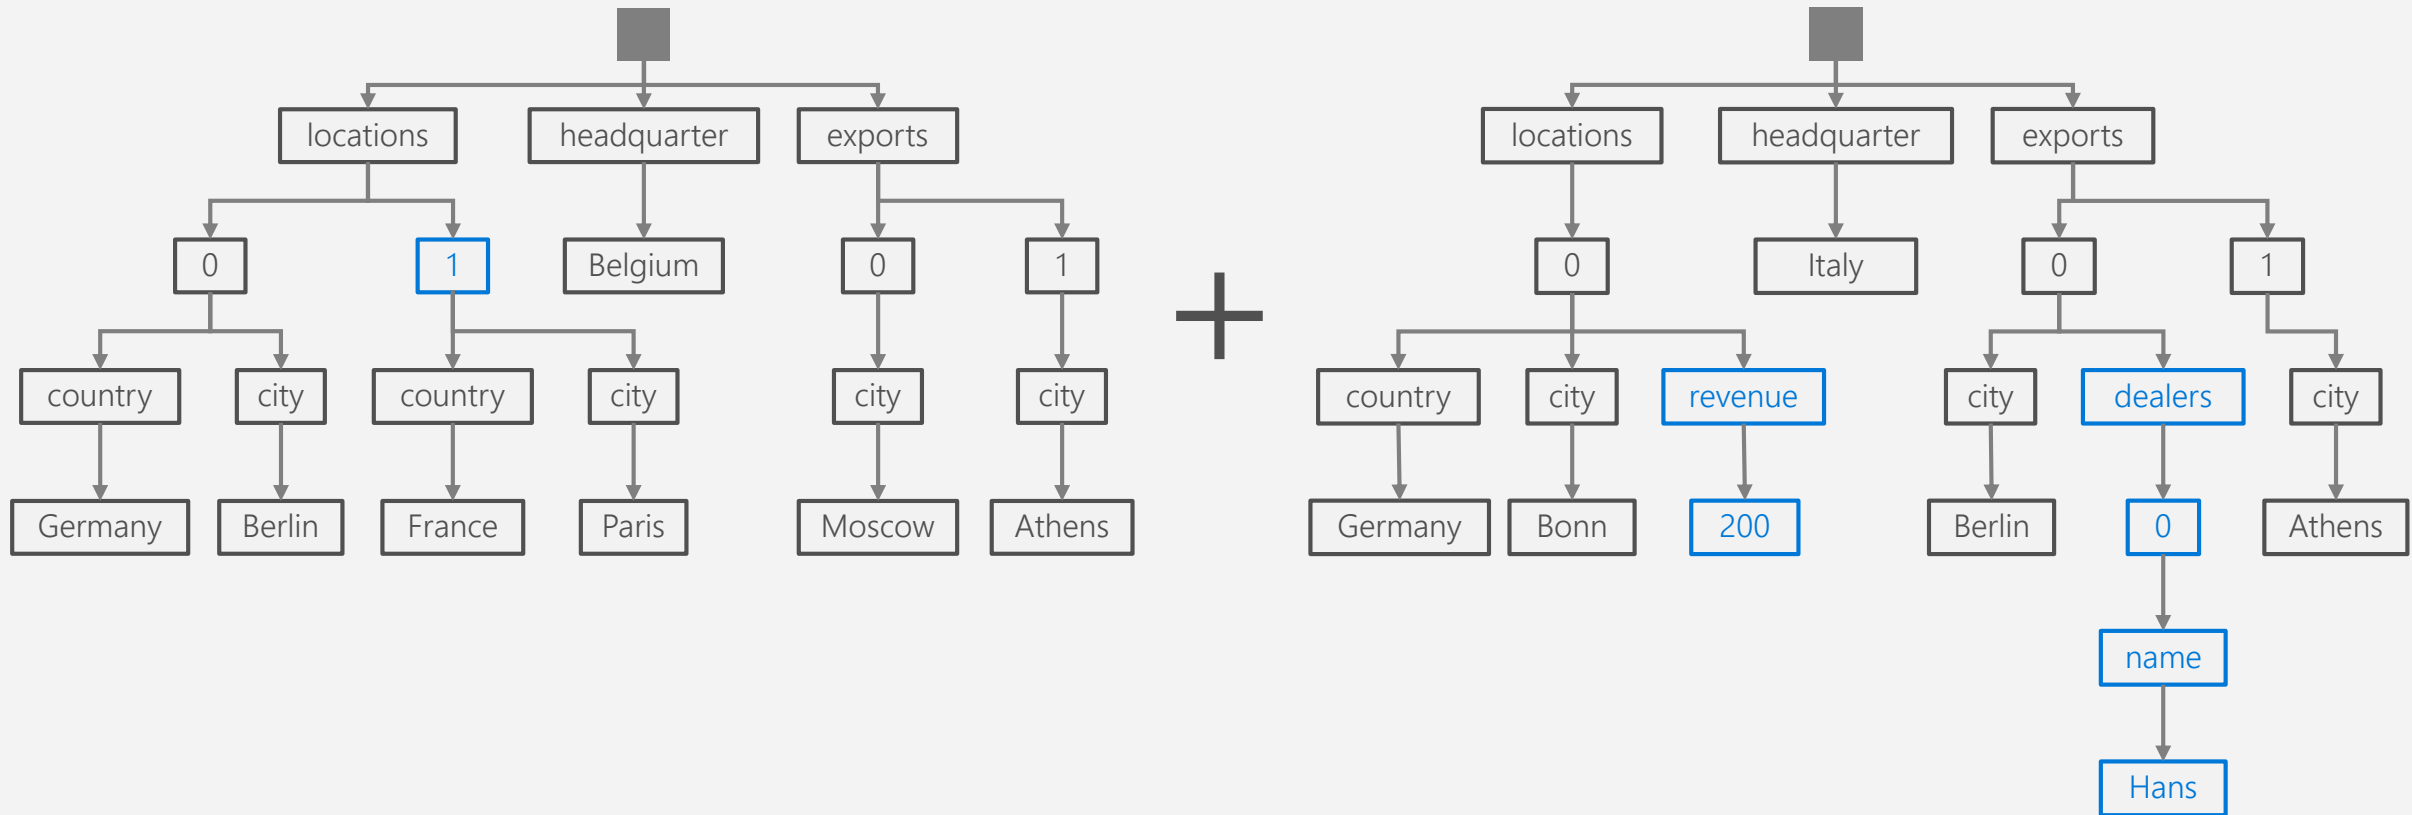 locations
headquarter
exports
0
1
Belgium
0
1
country
city
country
city
city
city
Germany
Berlin
France
Paris
Moscow
Athens
+
locations
headquarter
exports
0
Italy
0
1
country
city
revenue
city
dealers
city
Germany
Bonn
200
Berlin
0
Athens
name
Hans